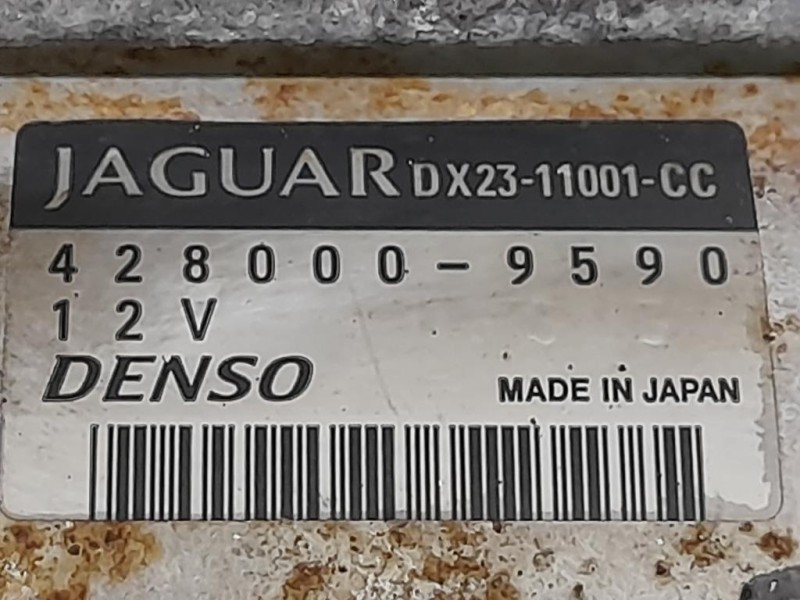 JAGUAR DX23-11001-CC
428000-9590
12V
DENSO MADE IN JAPAN